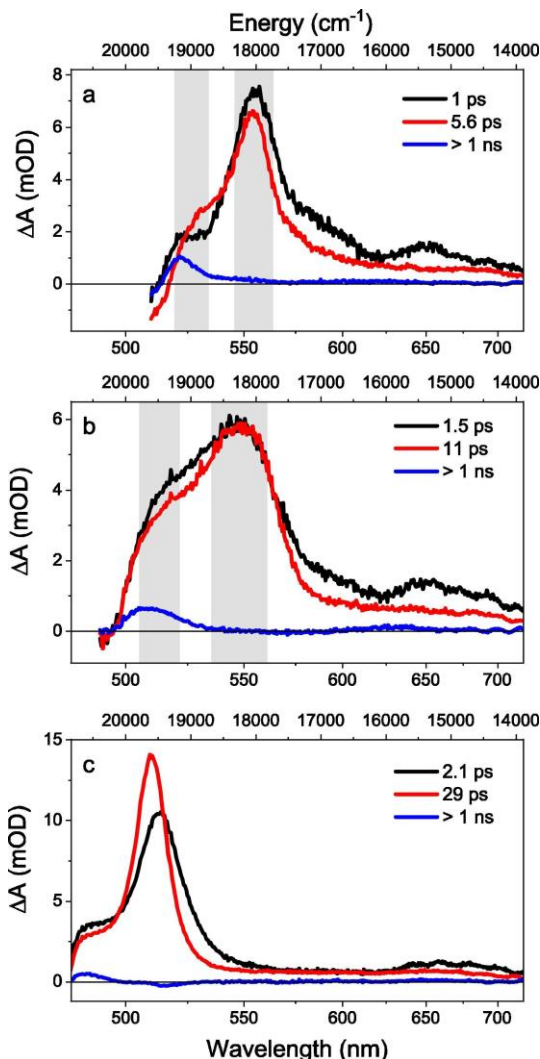 Energy (cm⁻¹)
20000 19000 18000 17000 16000 15000 14000
a
1 ps
5.6 ps
> 1 ns
8
6
4
2
0
ΔA (mOD)
500 550 600 650 700
20000 19000 18000 17000 16000 15000 14000
b
1.5 ps
11 ps
> 1 ns
6
4
2
0
ΔA (mOD)
500 550 600 650 700
20000 19000 18000 17000 16000 15000 14000
c
2.1 ps
29 ps
> 1 ns
15
10
5
0
ΔA (mOD)
500 550 600 650 700
Wavelength (nm)